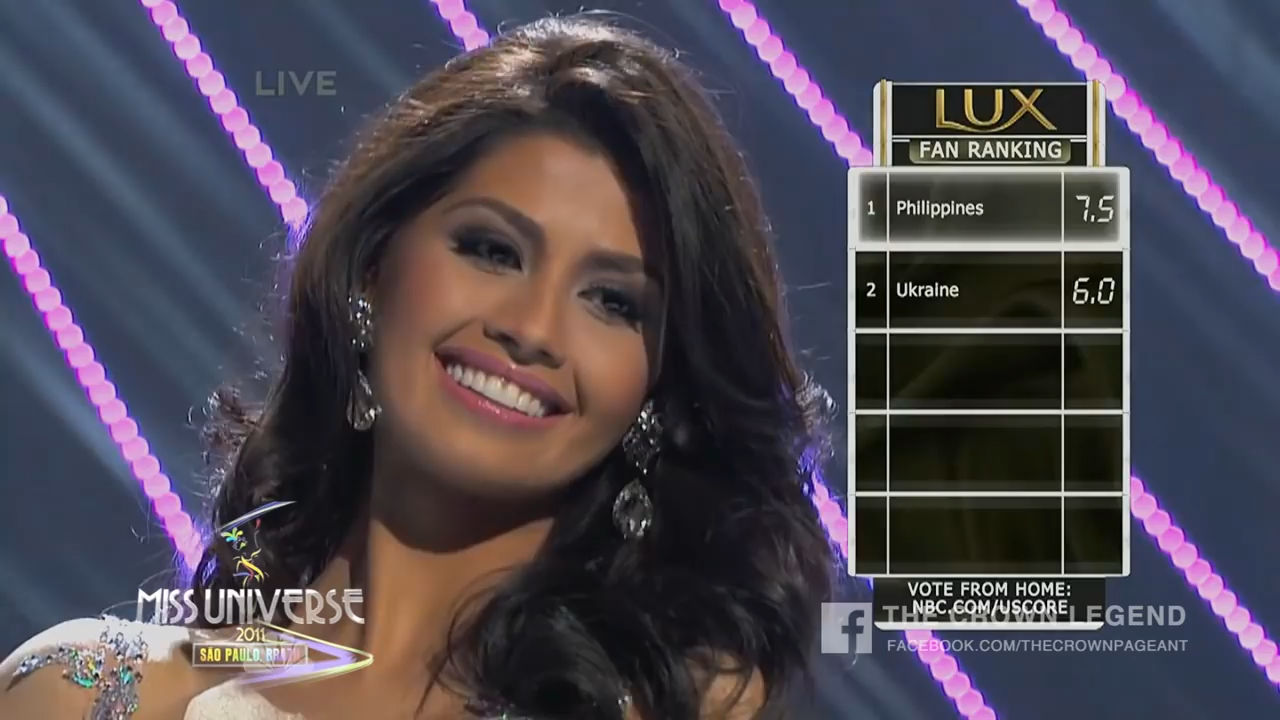 LIVE
LUX
FAN RANKING
1 Philippines 7.5
2 Ukraine 6.0
VOTE FROM HOME:
NBC.COM/USCORE
THE CROWN LEGEND
FACEBOOK.COM/THECROWNPAGEANT
MISS UNIVERSE
2011
SÃO PAULO, BRAZIL